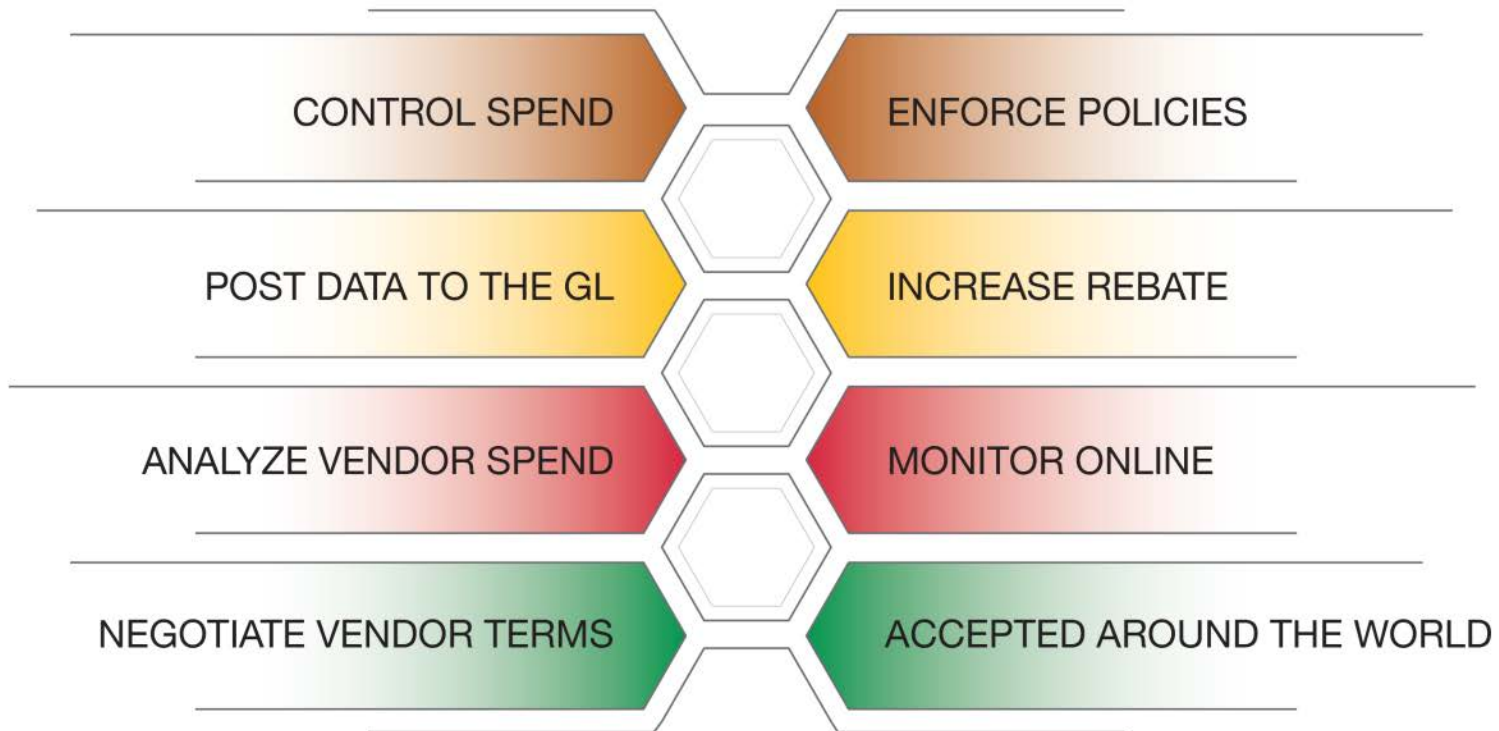 CONTROL SPEND
ENFORCE POLICIES
POST DATA TO THE GL
INCREASE REBATE
ANALYZE VENDOR SPEND
MONITOR ONLINE
NEGOTIATE VENDOR TERMS
ACCEPTED AROUND THE WORLD